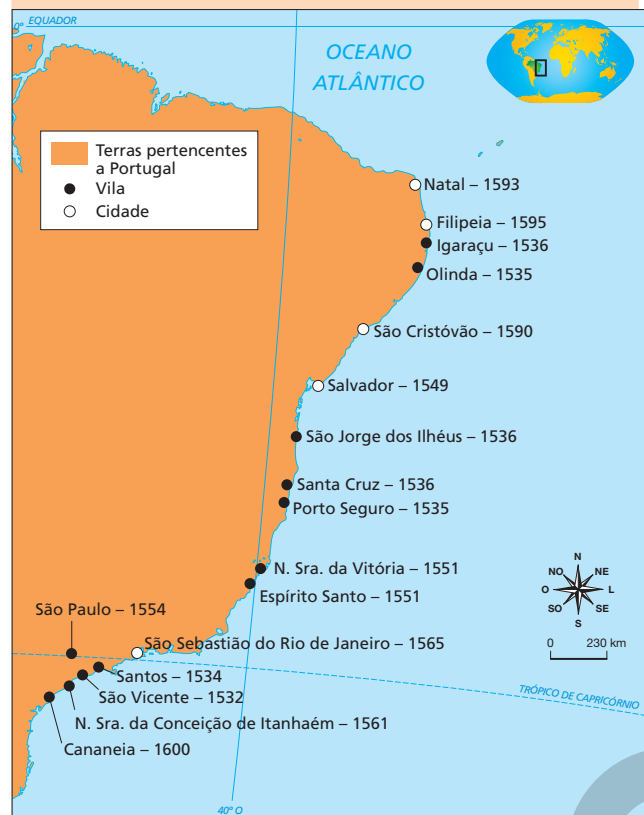 0° EQUADOR
OCEANO
ATLÂNTICO
Terras pertencentes
a Portugal
Vila
Cidade
Natal – 1593
Filipeia – 1595
Igaraçu – 1536
Olinda – 1535
São Cristóvão – 1590
Salvador – 1549
São Jorge dos Ilhéus – 1536
Santa Cruz – 1536
Porto Seguro – 1535
N. Sra. da Vitória – 1551
Espírito Santo – 1551
São Paulo – 1554
São Sebastião do Rio de Janeiro – 1565
Santos – 1534
São Vicente – 1532
N. Sra. da Conceição de Itanhaém – 1561
Cananeia – 1600
N
NO NE
O L
SO SE
S
0 230 km
TRÓPICO DE CAPRICÓRNIO
40° O